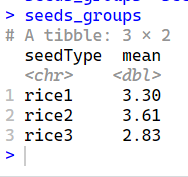 > seeds_groups
# A tibble: 3 × 2
seedType mean
<chr> <dbl>
1 rice1 3.30
2 rice2 3.61
3 rice3 2.83
>